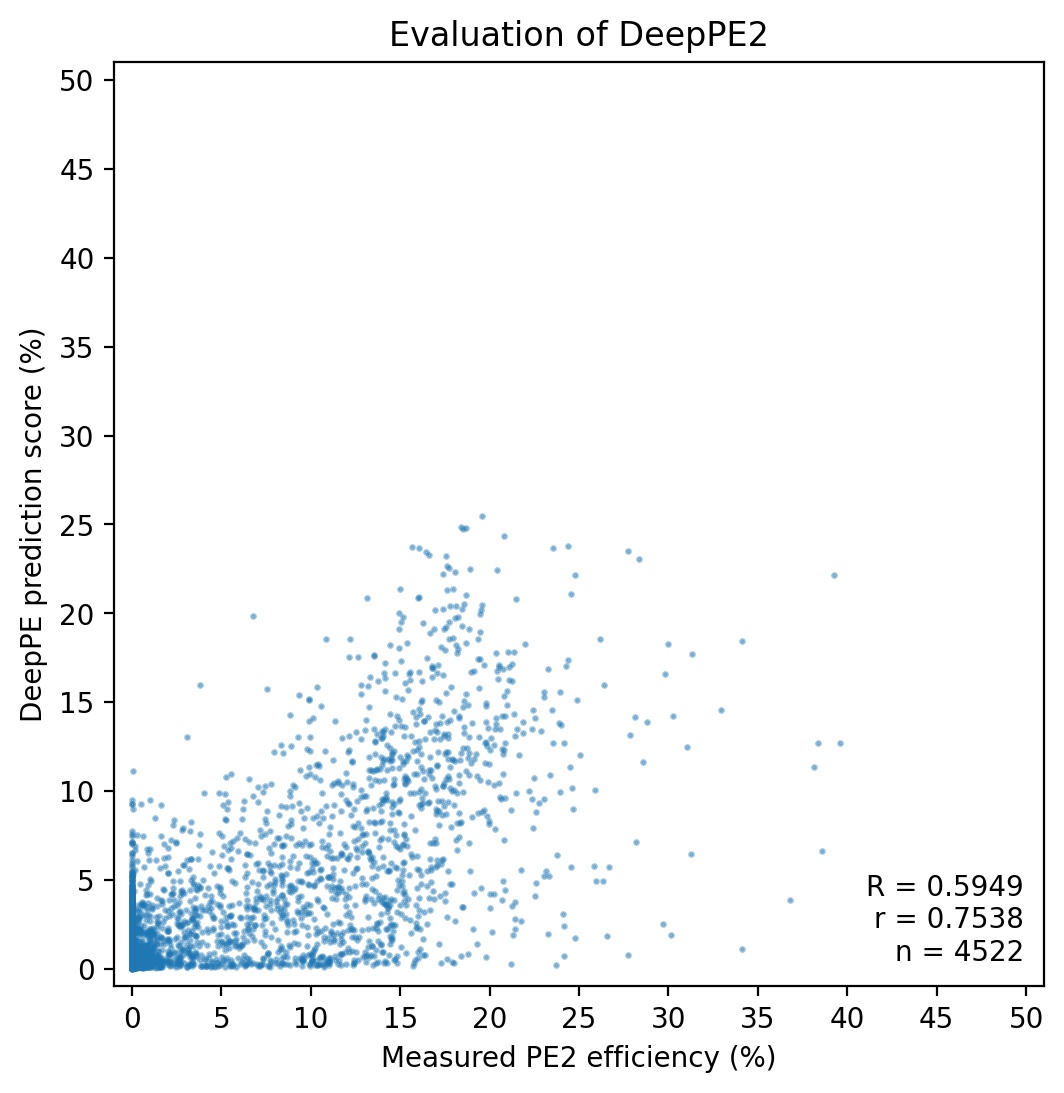 Evaluation of DeepPE2
50
45
40
35
30
25
20
15
10
5
0
DeepPE prediction score (%)
R = 0.5949
r = 0.7538
n = 4522
0 5 10 15 20 25 30 35 40 45 50
Measured PE2 efficiency (%)